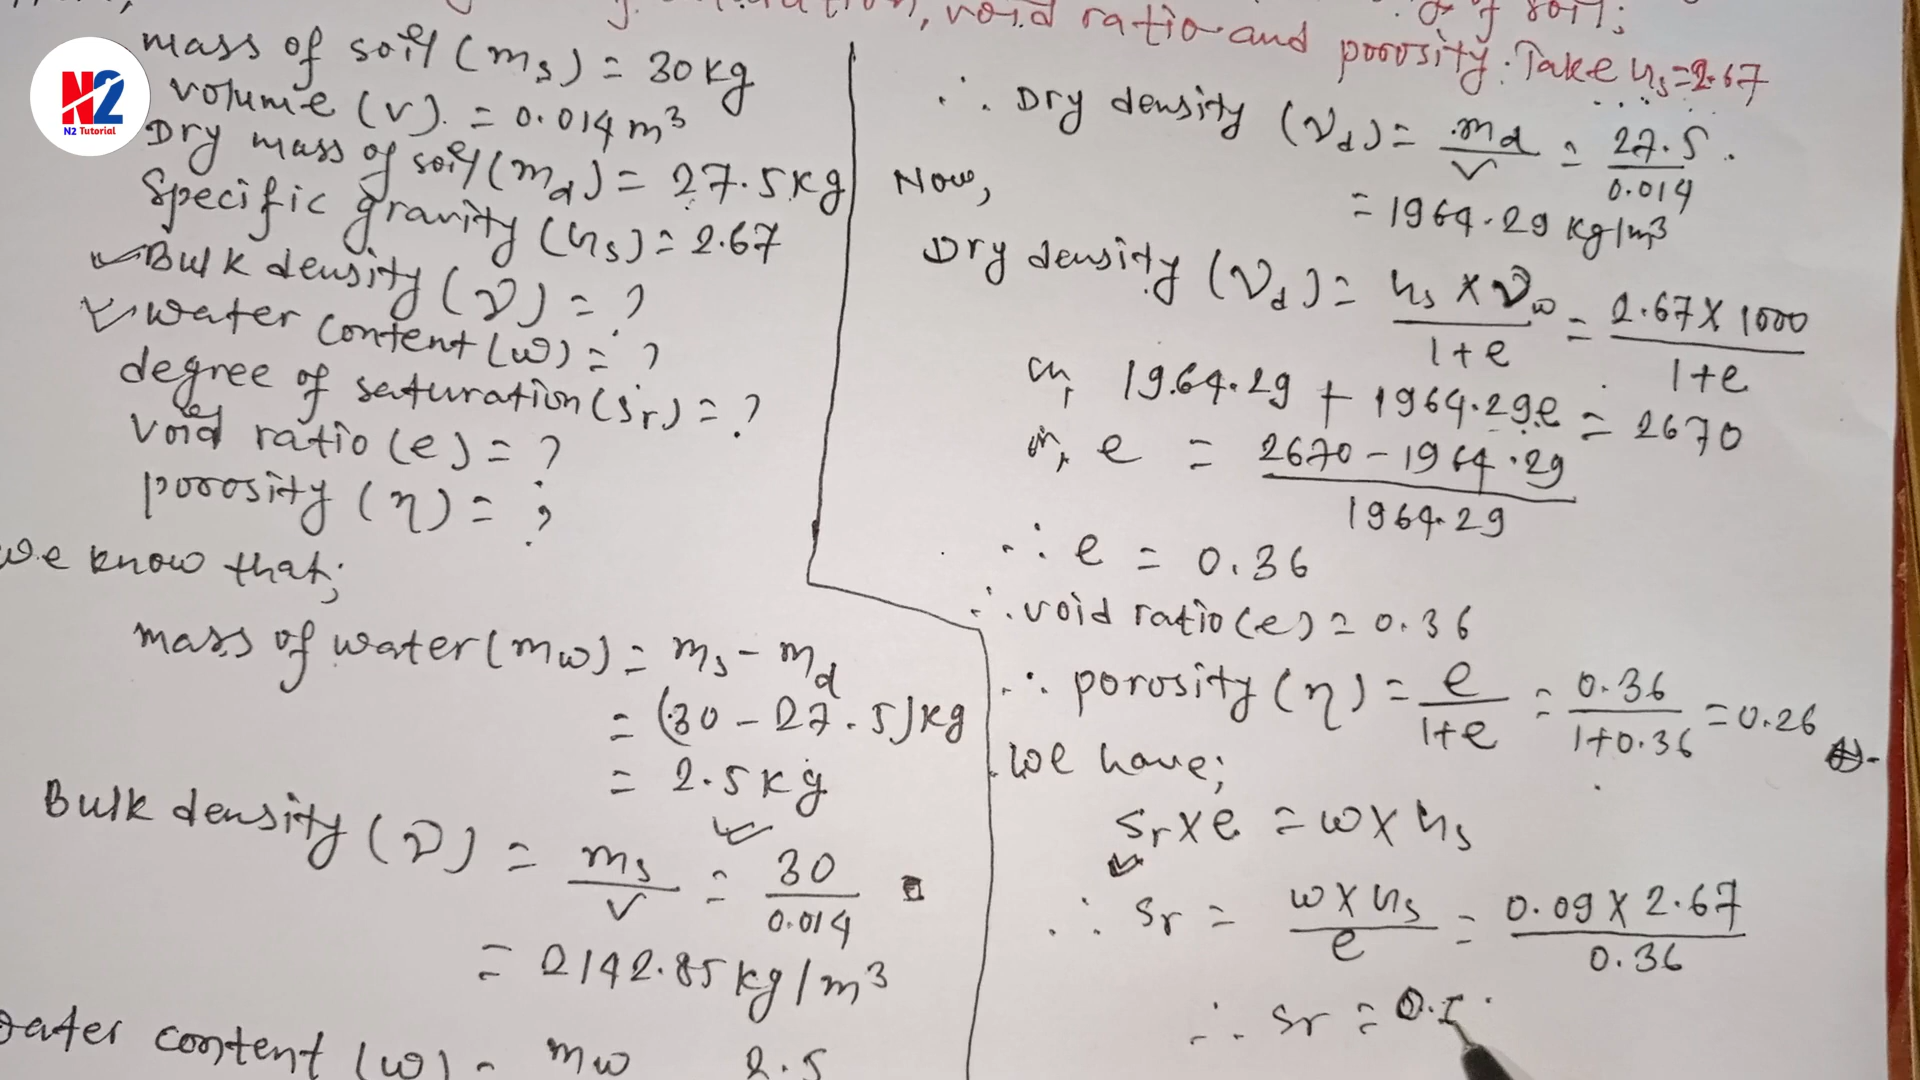 void ratio and porosity. Take Gs=2.67
N2
N2 Tutorial
mass of soil (ms) = 30kg
volume (v) = 0.014 m³
Dry mass of soil (md) = 27.5kg
Specific gravity (Gs) = 2.67
Bulk density (γ) = ?
water content (w) = ?
degree of saturation (sr) = ?
void ratio (e) = ?
porosity (η) = ?
we know that;
mass of water (mw) = ms - md
= (30 - 27.5) kg
= 2.5 kg
Bulk density (γ) = ms/v = 30/0.014
= 2142.85 kg/m³
water content (w) = mw 2.5
∴ Dry density (γd) = md/v = 27.5/0.014
= 1964.29 kg/m³
Now,
Dry density (γd) = Gs × γw/1+e = 2.67 × 1000/1+e
or, 1964.29 + 1964.29e = 2670
or, e = 2670 - 1964.29/1964.29
∴ e = 0.36
∴ void ratio (e) = 0.36
∴ porosity (η) = e/1+e = 0.36/1+0.36 = 0.26
we have;
sr × e = w × Gs
∴ sr = w × Gs/e = 0.09 × 2.67/0.36
∴ sr = 0.